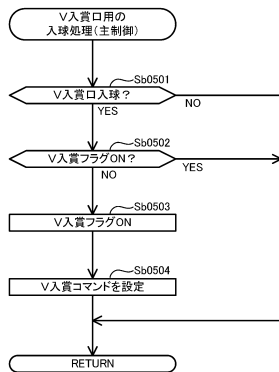 V入賞口用の
入球処理(主制御)
Sb0501
V入賞口入球？
NO
YES
Sb0502
V入賞フラグON？
YES
NO
Sb0503
V入賞フラグON
Sb0504
V入賞コマンドを設定
RETURN